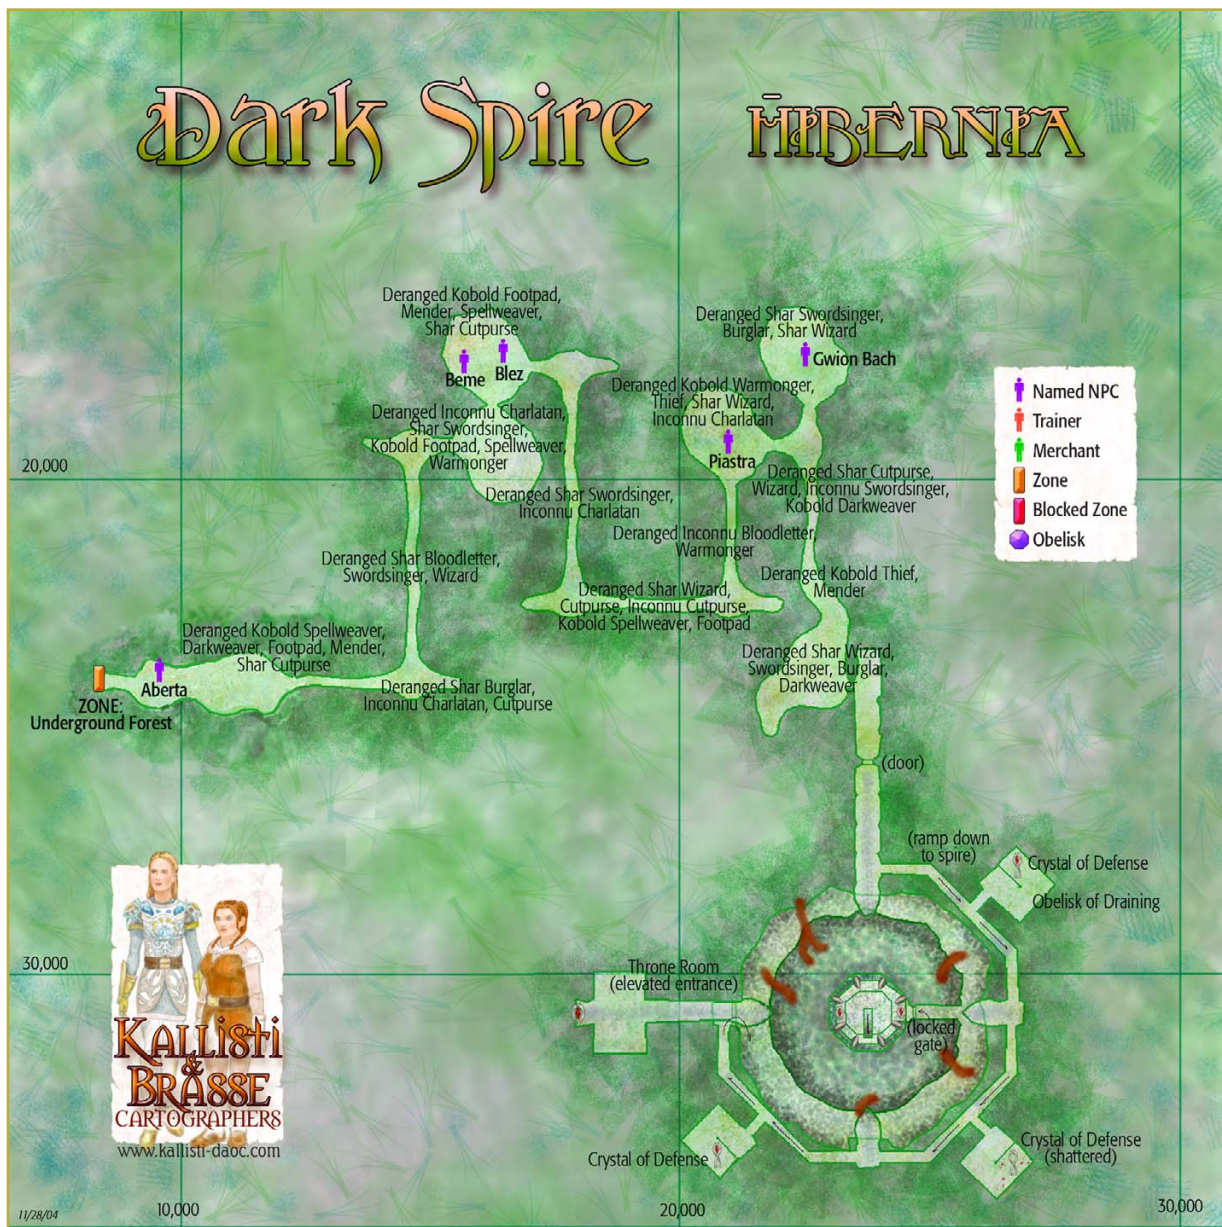 Dark Spire
HIBERNIA
Deranged Kobold Footpad,
Mender, Spellweaver,
Shar Cutpurse
Beme
Blez
Deranged Shar Swordsinger,
Burglar, Shar Wizard
Gwion Bach
Deranged Kobold Warmonger,
Thief, Shar Wizard,
Inconnu Charlatan
Piastra
Named NPC
Trainer
Merchant
Zone
Blocked Zone
Obelisk
Deranged Inconnu Charlatan,
Shar Swordsinger,
Kobold Footpad, Spellweaver,
Warmonger
20,000
Deranged Shar Swordsinger,
Inconnu Charlatan
Deranged Shar Cutpurse,
Wizard, Inconnu Swordsinger,
Kobold Darkweaver
Deranged Inconnu Bloodletter,
Warmonger
Deranged Shar Bloodletter,
Swordsinger, Wizard
Deranged Kobold Thief,
Mender
Deranged Shar Wizard,
Cutpurse, Inconnu Cutpurse,
Kobold Spellweaver, Footpad
Deranged Kobold Spellweaver,
Darkweaver, Footpad, Mender,
Shar Cutpurse
Aberta
ZONE:
Underground Forest
Deranged Shar Burglar,
Inconnu Charlatan, Cutpurse
Deranged Shar Wizard,
Swordsinger, Burglar,
Darkweaver
(door)
(ramp down
to spire)
Crystal of Defense
Obelisk of Draining
30,000
Throne Room
(elevated entrance)
(locked
gate)
KALLISTI
&
BRASSE
CARTOGRAPHERS
www.kallisti-daoc.com
Crystal of Defense
Crystal of Defense
(shattered)
11/28/04
10,000
20,000
30,000